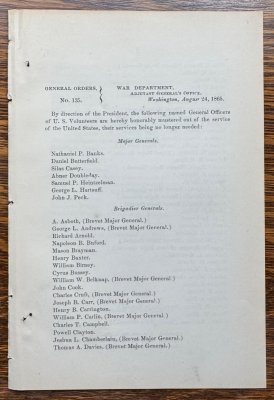 GENERAL ORDERS, } WAR DEPARTMENT,
ADJUTANT GENERAL'S OFFICE,
No. 135. Washington, August 24, 1865.
By direction of the President, the following named General Officers
of U. S. Volunteers are hereby honorably mustered out of the service
of the United States, their services being no longer needed:
Major Generals.
Nathaniel P. Banks.
Daniel Butterfield.
Silas Casey.
Abner Doubleday.
Samuel P. Heintzelman.
George L. Hartsuff.
John J. Peck.
Brigadier Generals.
A. Asboth, (Brevet Major General.)
George L. Andrews, (Brevet Major General.)
Richard Arnold.
Napoleon B. Buford.
Mason Brayman.
Henry Baxter.
William Birney.
Cyrus Bussey.
William W. Belknap, (Brevet Major General.)
John Cook.
Charles Cruft, (Brevet Major General.)
Joseph B. Carr, (Brevet Major General.)
Henry B. Carrington.
William P. Carlin, (Brevet Major General.)
Charles T. Campbell.
Powell Clayton.
Joshua L. Chamberlain, (Brevet Major General.)
Thomas A. Davies, (Brevet Major General.)